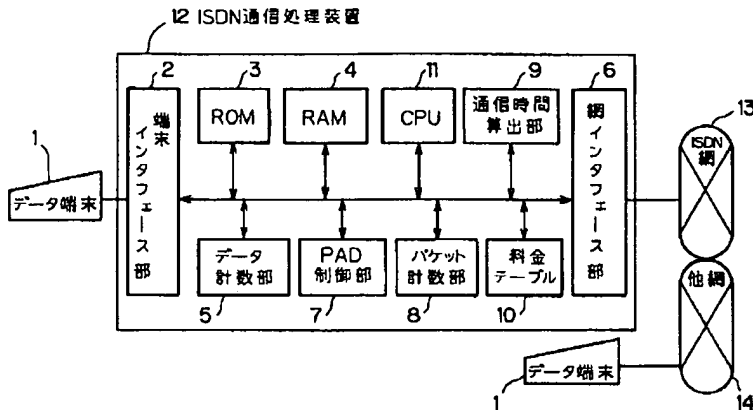 12 ISDN通信処理装置
2
3
4
11
9
6
13
1
端末
インタフェース部
ROM
RAM
CPU
通信時間
算出部
網インタフェース部
ISDN
網
データ端末
データ
計数部
PAD
制御部
パケット
計数部
料金
テーブル
他網
5
7
8
10
1
データ端末
14